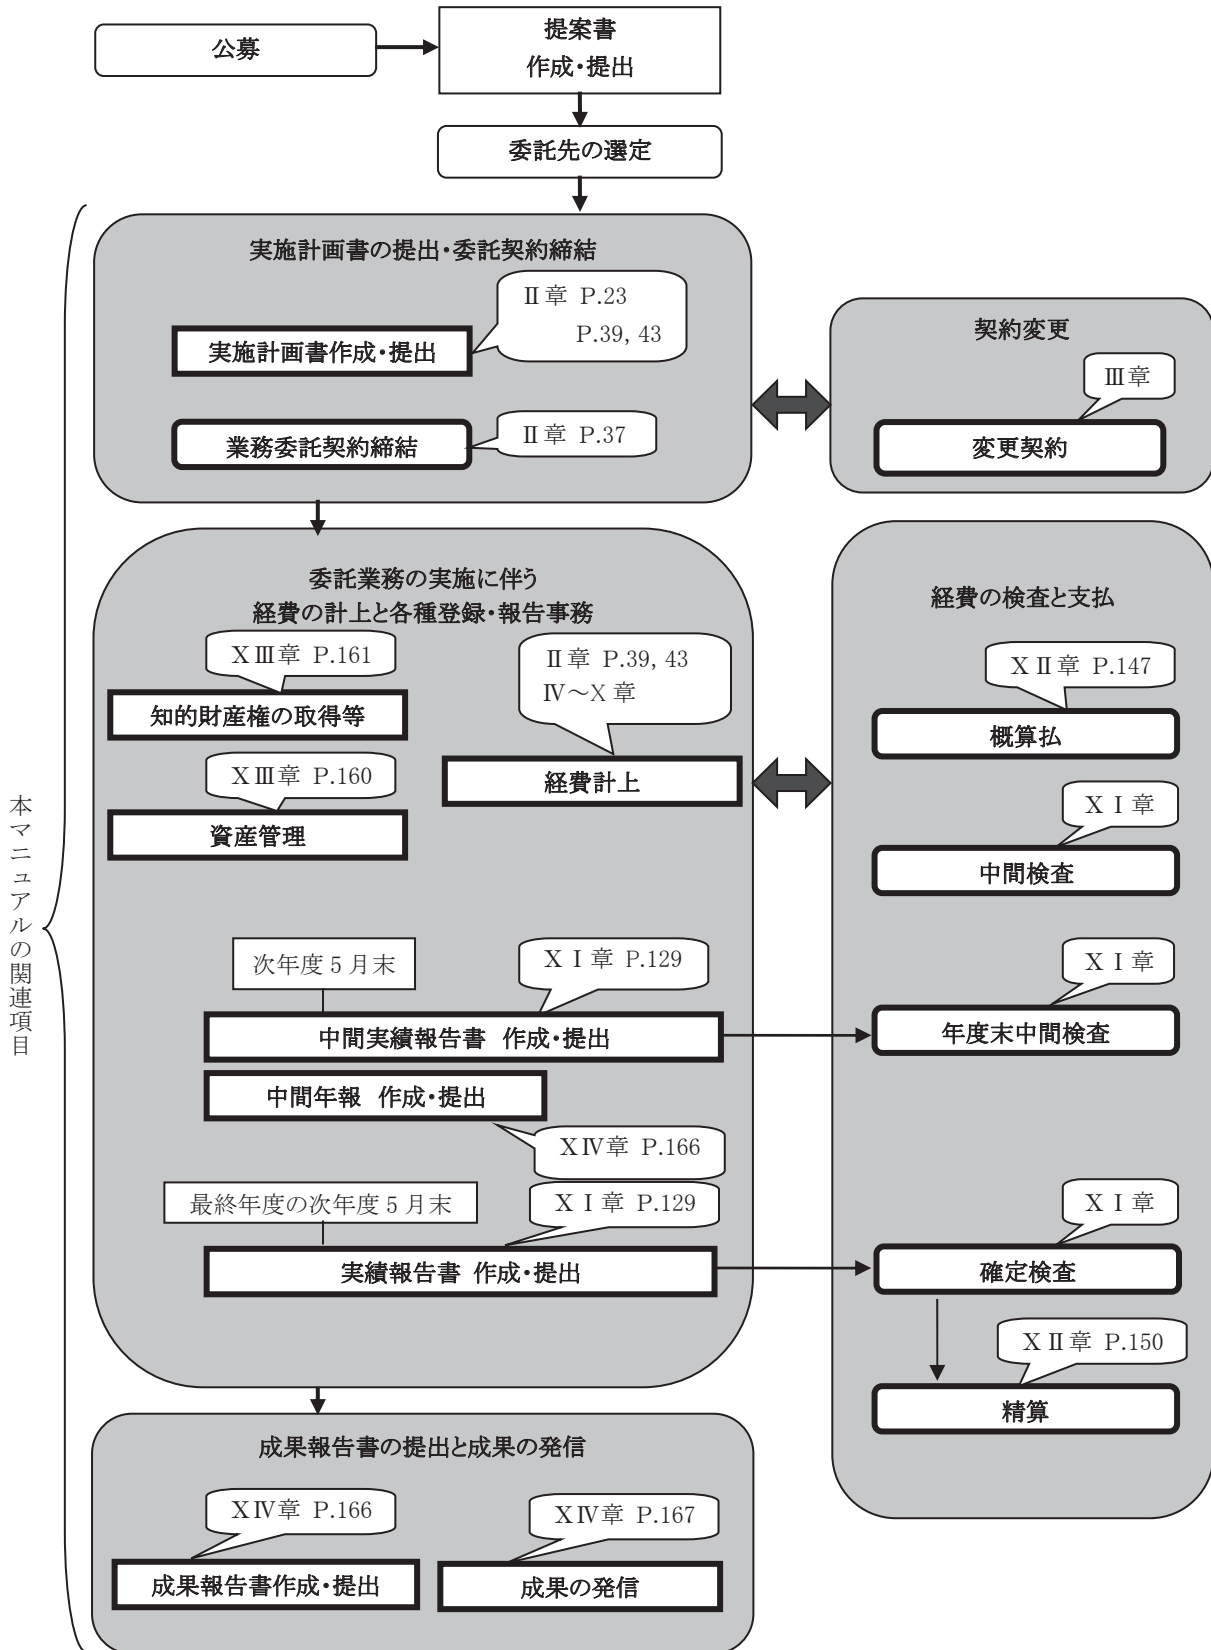 公募
提案書
作成・提出
委託先の選定
本マニュアルの関連項目
実施計画書の提出・委託契約締結
Ⅱ章 P.23
P.39, 43
実施計画書作成・提出
Ⅱ章 P.37
業務委託契約締結
契約変更
Ⅲ章
変更契約
委託業務の実施に伴う
経費の計上と各種登録・報告事務
ⅩⅢ章 P.161
知的財産権の取得等
Ⅱ章 P.39, 43
Ⅳ～Ⅹ章
経費計上
ⅩⅢ章 P.160
資産管理
次年度5月末
ⅩⅠ章 P.129
中間実績報告書 作成・提出
中間年報 作成・提出
ⅩⅣ章 P.166
最終年度の次年度5月末
ⅩⅠ章 P.129
実績報告書 作成・提出
経費の検査と支払
ⅩⅡ章 P.147
概算払
ⅩⅠ章
中間検査
ⅩⅠ章
年度末中間検査
ⅩⅠ章
確定検査
ⅩⅡ章 P.150
精算
成果報告書の提出と成果の発信
ⅩⅣ章 P.166
成果報告書作成・提出
ⅩⅣ章 P.167
成果の発信